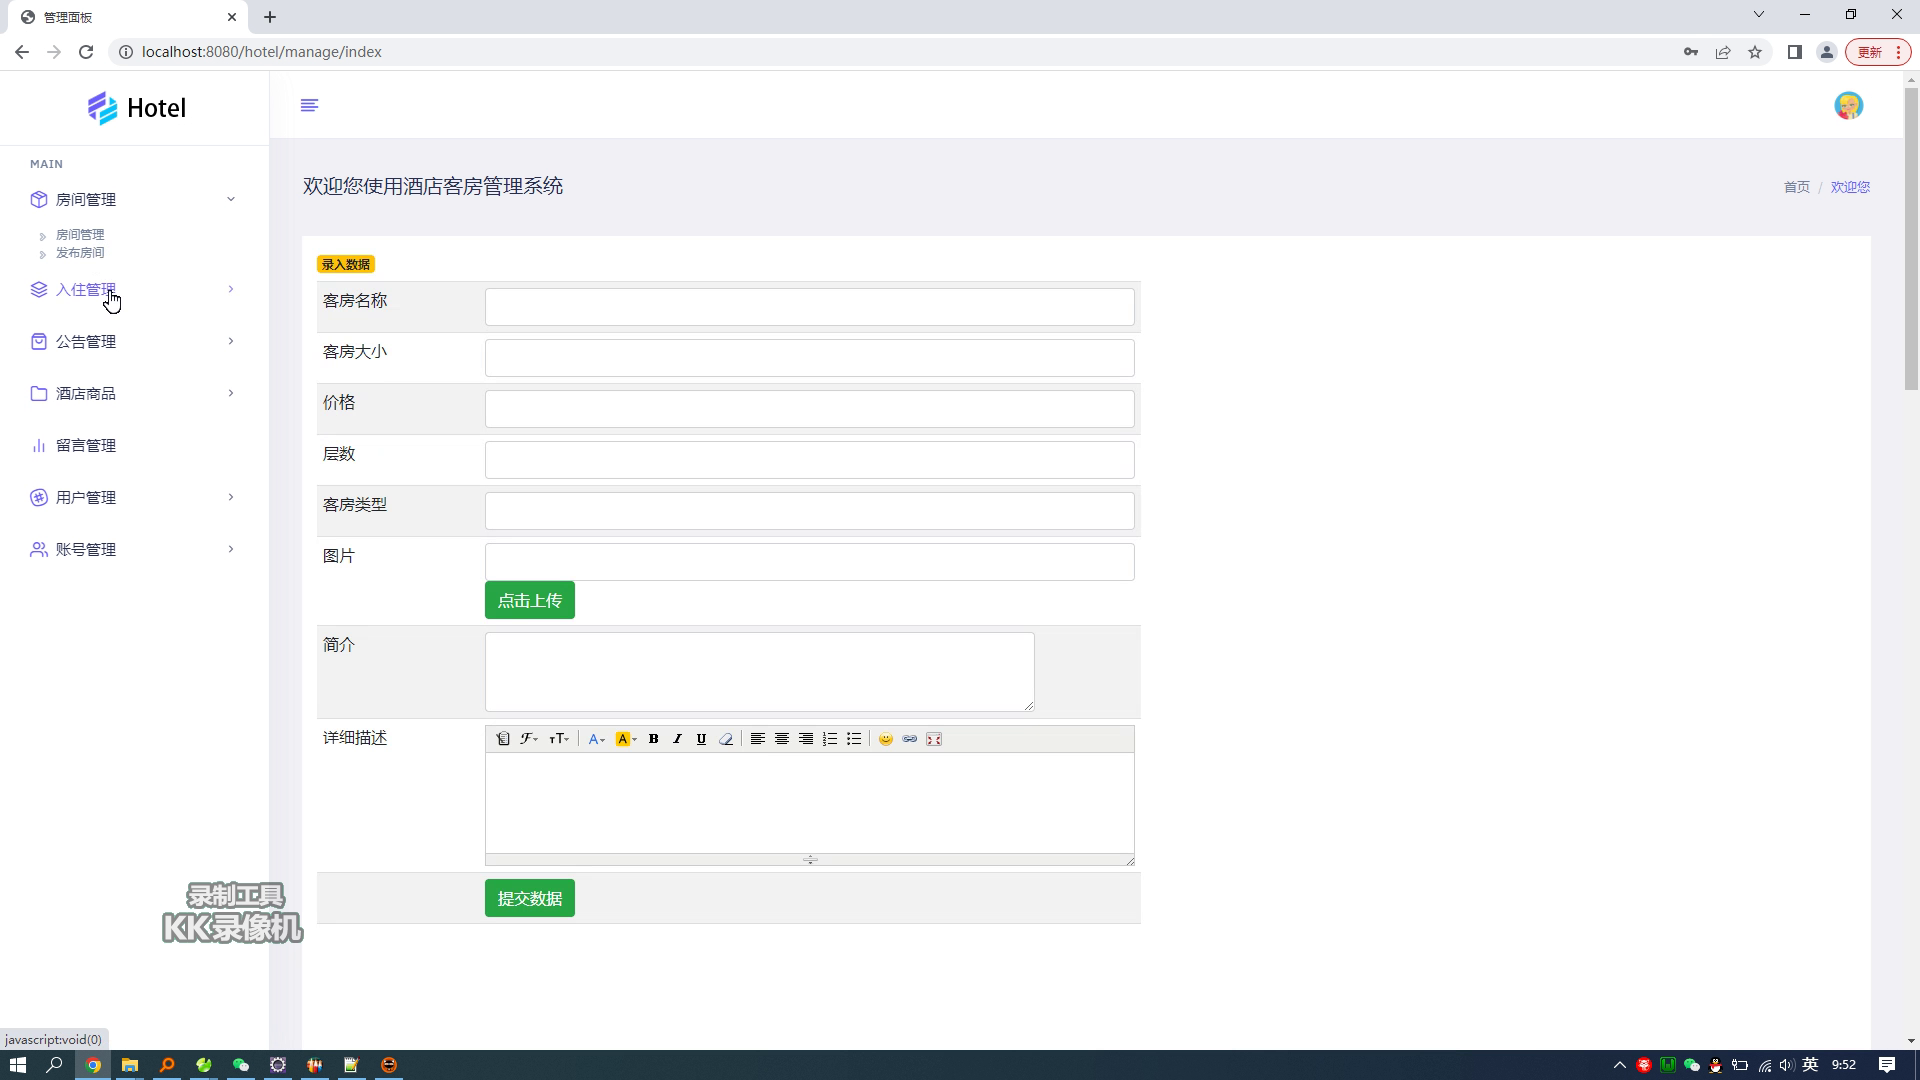 管理面板
localhost:8080/hotel/manage/index
更新
Hotel
MAIN
房间管理
房间管理
发布房间
入住管理
公告管理
酒店商品
留言管理
用户管理
账号管理
欢迎您使用酒店客房管理系统
首页 / 欢迎您
录入数据
客房名称
客房大小
价格
层数
客房类型
图片
点击上传
简介
详细描述
提交数据
录制工具
KK录像机
javascript:void(0)
英
9:52